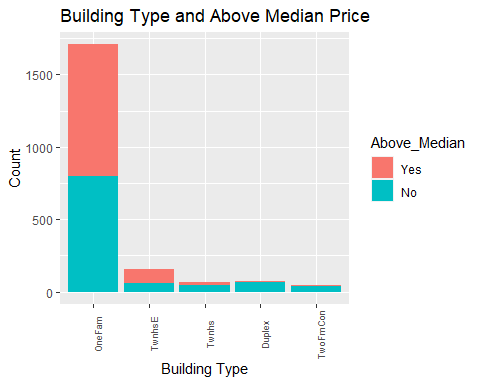 Building Type and Above Median Price
Count
1500
1000
500
0
OneFam
TwnhsE
Twnhs
Duplex
TwoFmCon
Building Type
Above_Median
Yes
No